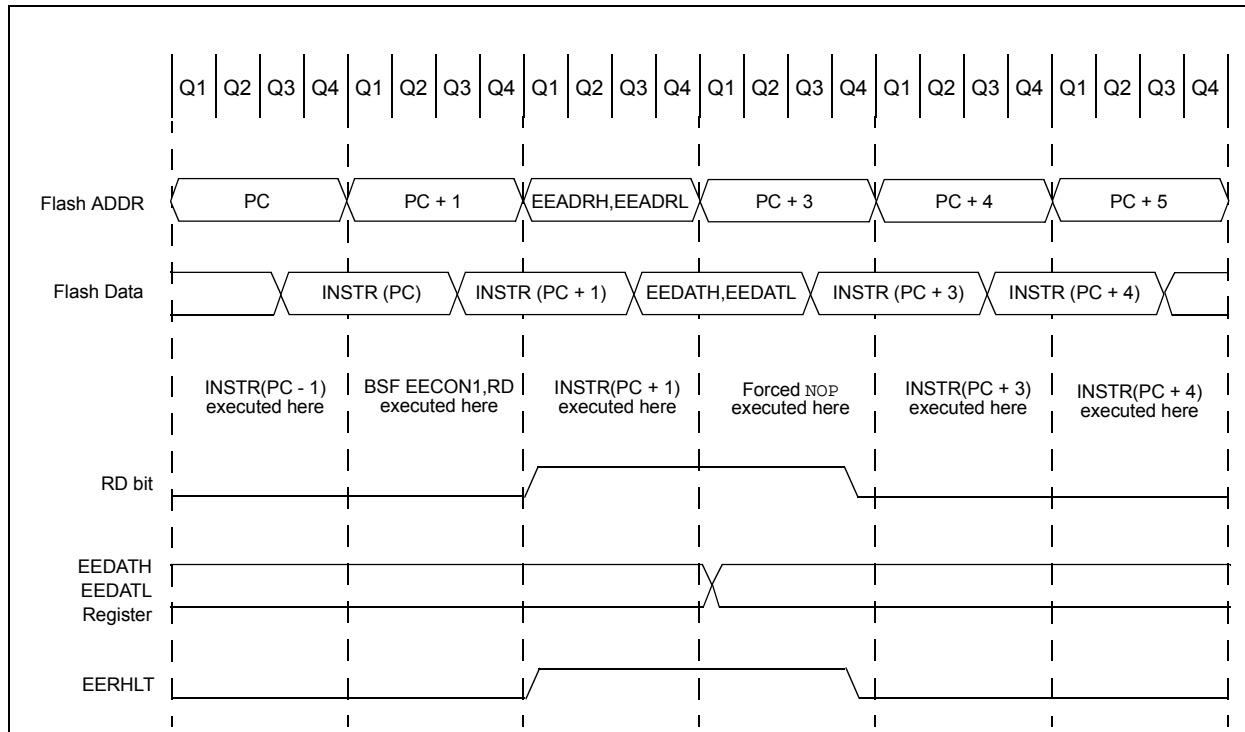 Q1 Q2 Q3 Q4 Q1 Q2 Q3 Q4 Q1 Q2 Q3 Q4 Q1 Q2 Q3 Q4 Q1 Q2 Q3 Q4 Q1 Q2 Q3 Q4
Flash ADDR PC PC + 1 EEADRH,EEADRL PC + 3 PC + 4 PC + 5
Flash Data INSTR (PC) INSTR (PC + 1) EEDATH,EEDATL INSTR (PC + 3) INSTR (PC + 4)
INSTR(PC - 1) BSF EECON1,RD INSTR(PC + 1) Forced NOP INSTR(PC + 3) INSTR(PC + 4)
executed here executed here executed here executed here executed here executed here
RD bit
EEDATH
EEDATL
Register
EERHLT